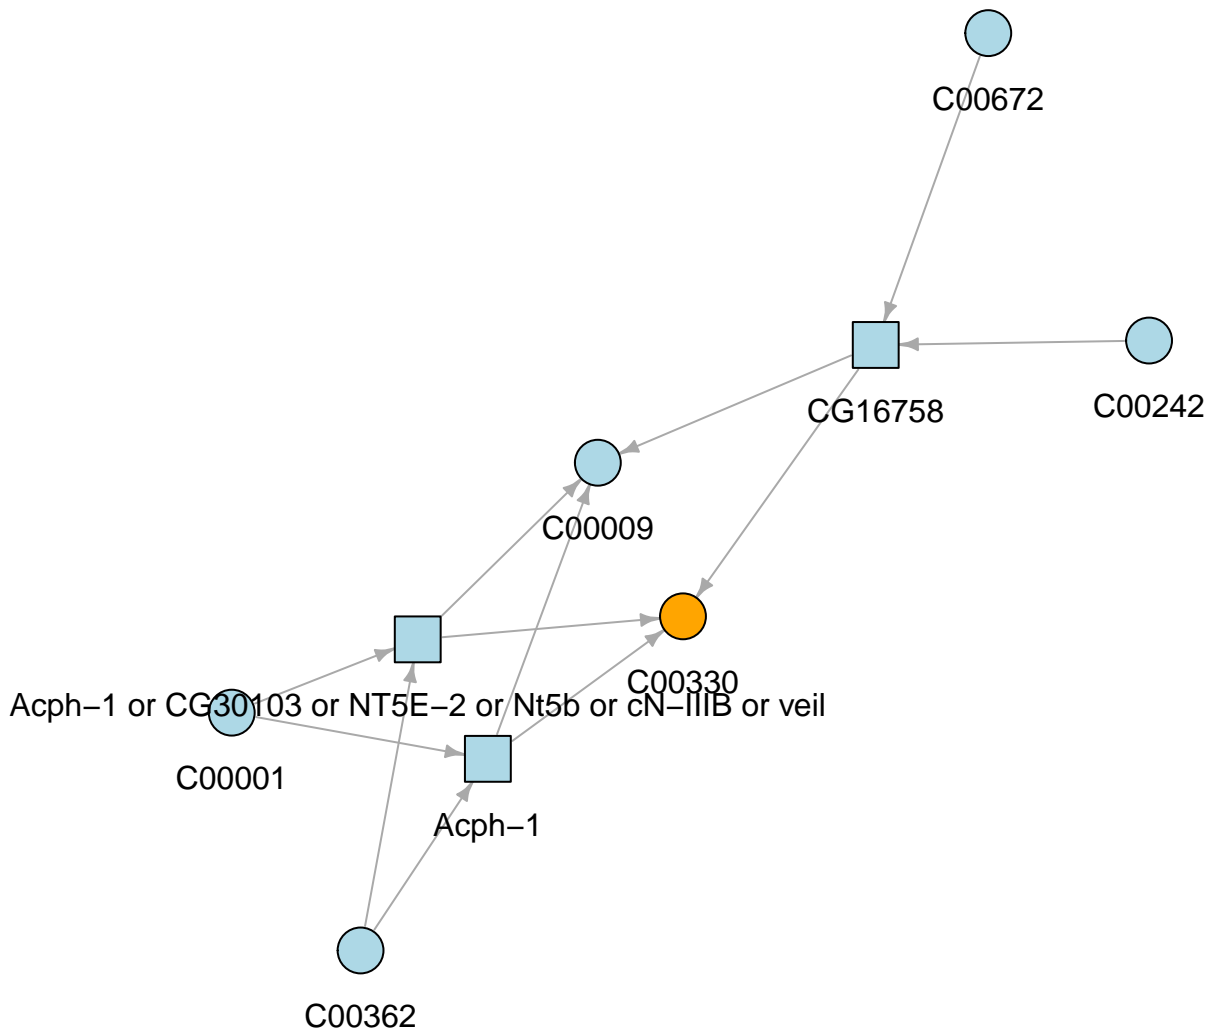 C00672
CG16758
C00242
C00009
C00330
Acph−1 or CG30103 or NT5E−2 or Nt5b or cN−IIIB or veil
C00001
Acph−1
C00362